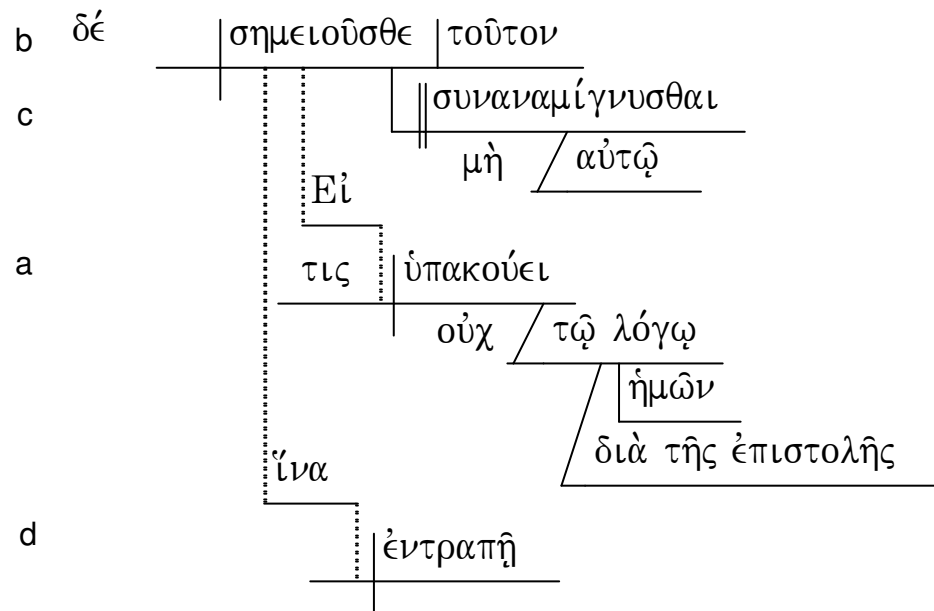 b δέ σημειοῦσθε τοῦτον
c συναναμίγνυσθαι
μὴ αὐτῷ
Εἰ
a τις ὑπακούει
οὐχ τῷ λόγῳ
ἡμῶν
διὰ τῆς ἐπιστολῆς
ἵνα
d ἐντραπῇ